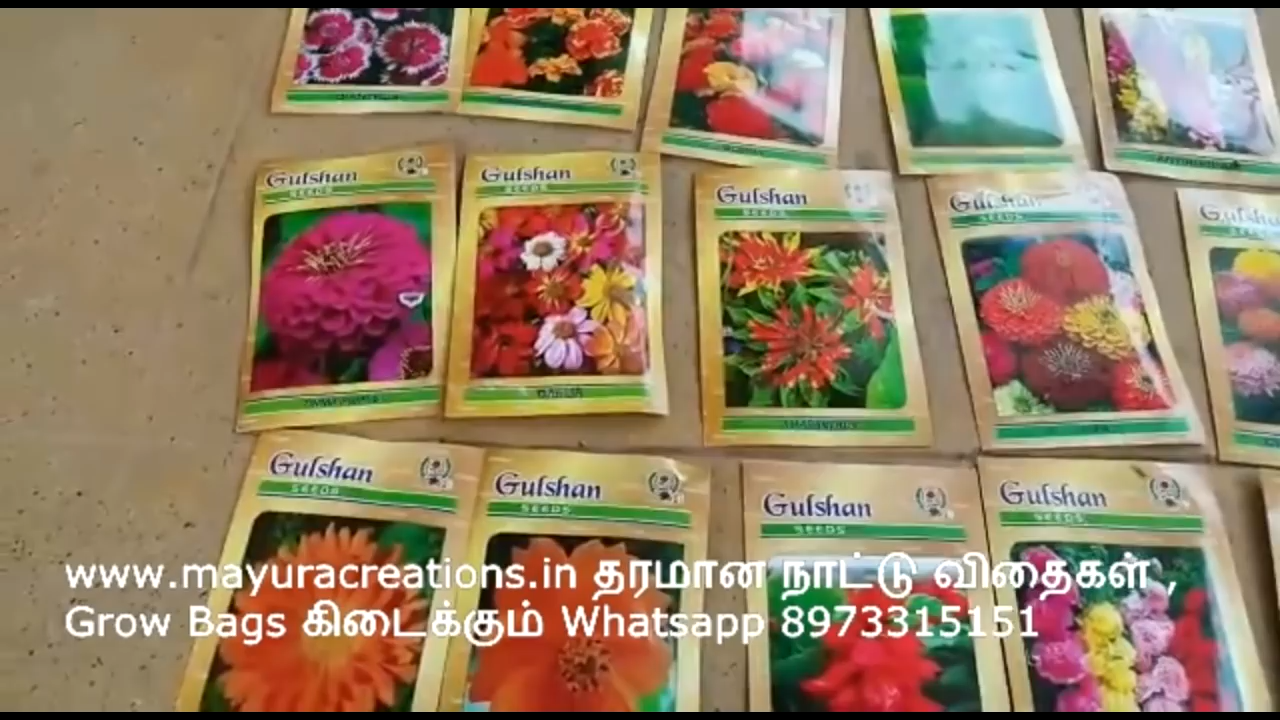 Gulshan
SEEDS
Gulshan
SEEDS
Gulshan
SEEDS
Gulshan
SEEDS
Gulshan
DAHLIA
Gulshan
SEEDS
Gulshan
SEEDS
Gulshan
SEEDS
Gulshan
SEEDS
www.mayuracreations.in தரமான நாட்டு விதைகள் ,
Grow Bags கிடைக்கும் Whatsapp 8973315151